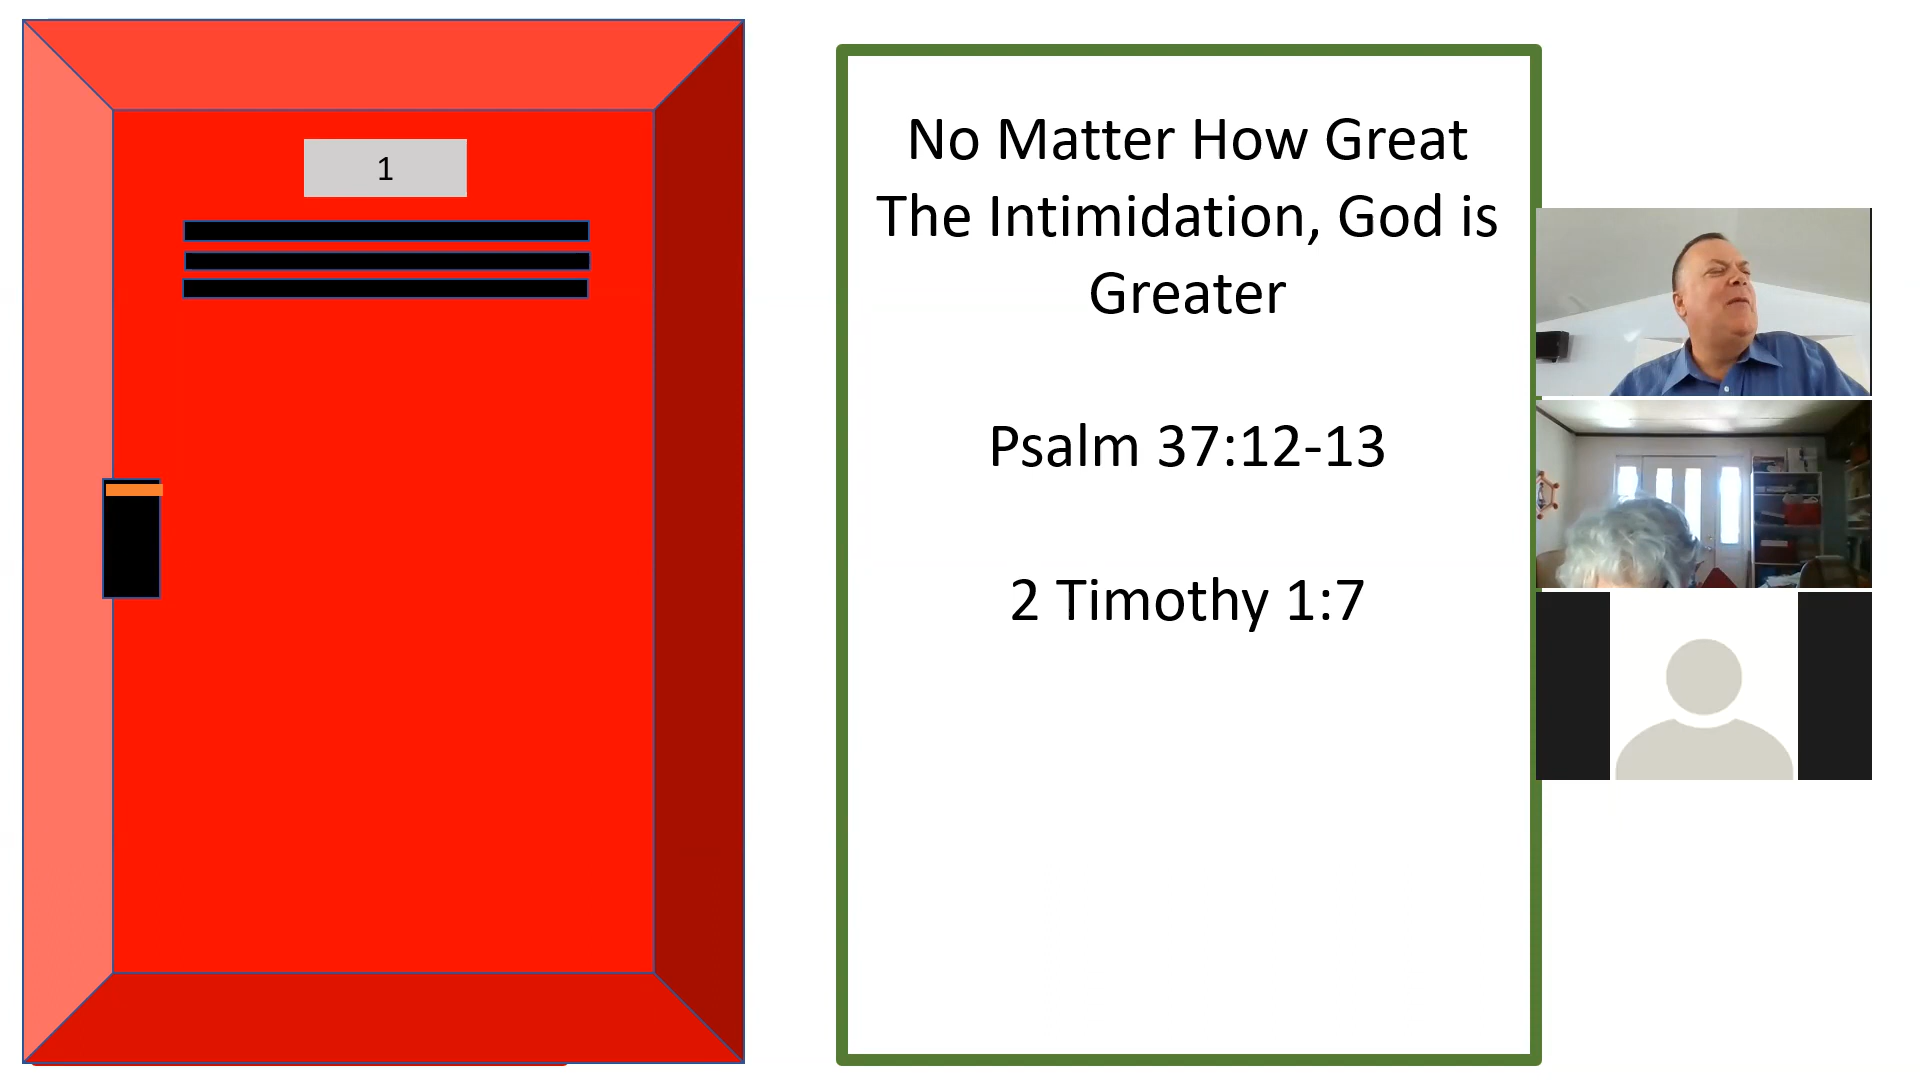 1
No Matter How Great
The Intimidation, God is
Greater
Psalm 37:12-13
2 Timothy 1:7